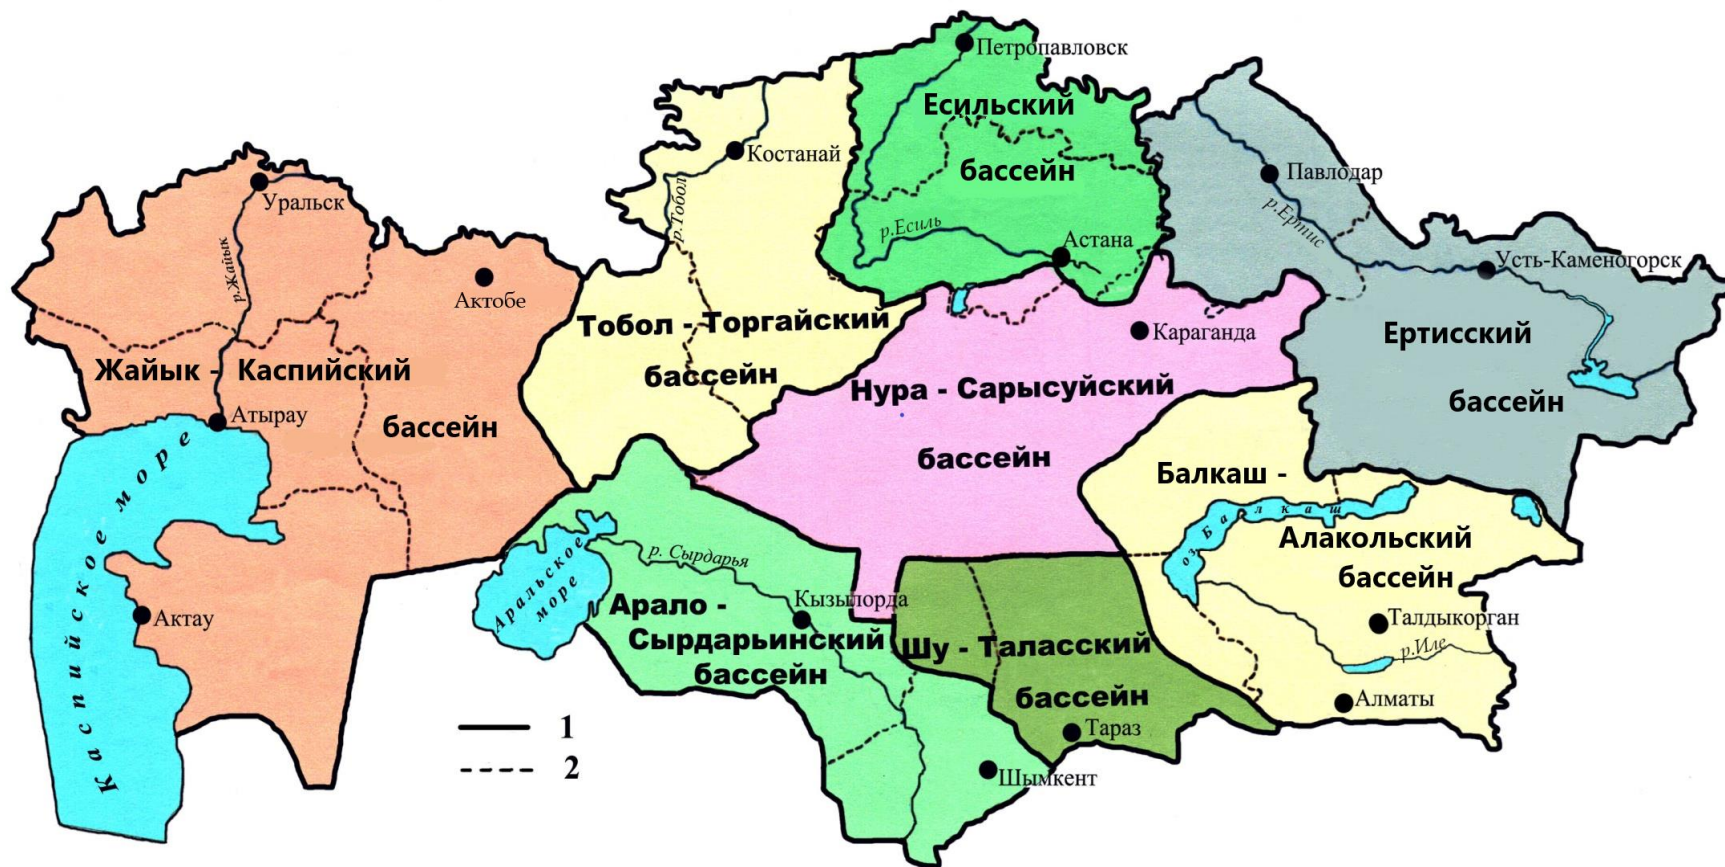 Петропавловск
Есильский
бассейн
Костанай
р.Тобол
Павлодар
р.Ертис
Уральск
р.Жайык
р.Есиль
Астана
Усть-Каменогорск
Актобе
Тобол - Торгайский
бассейн
Караганда
Ертисский
бассейн
Жайык - Каспийский
бассейн
Нура - Сарысуйский
бассейн
Атырау
Каспийское море
Балкаш -
Алакольский
бассейн
оз. Балкаш
Аральское
море
р. Сырдарья
Кызылорда
Арало -
Сырдарьинский
бассейн
Актау
Талдыкорган
р.Иле
Шу - Таласский
бассейн
Алматы
Тараз
Шымкент
1
2